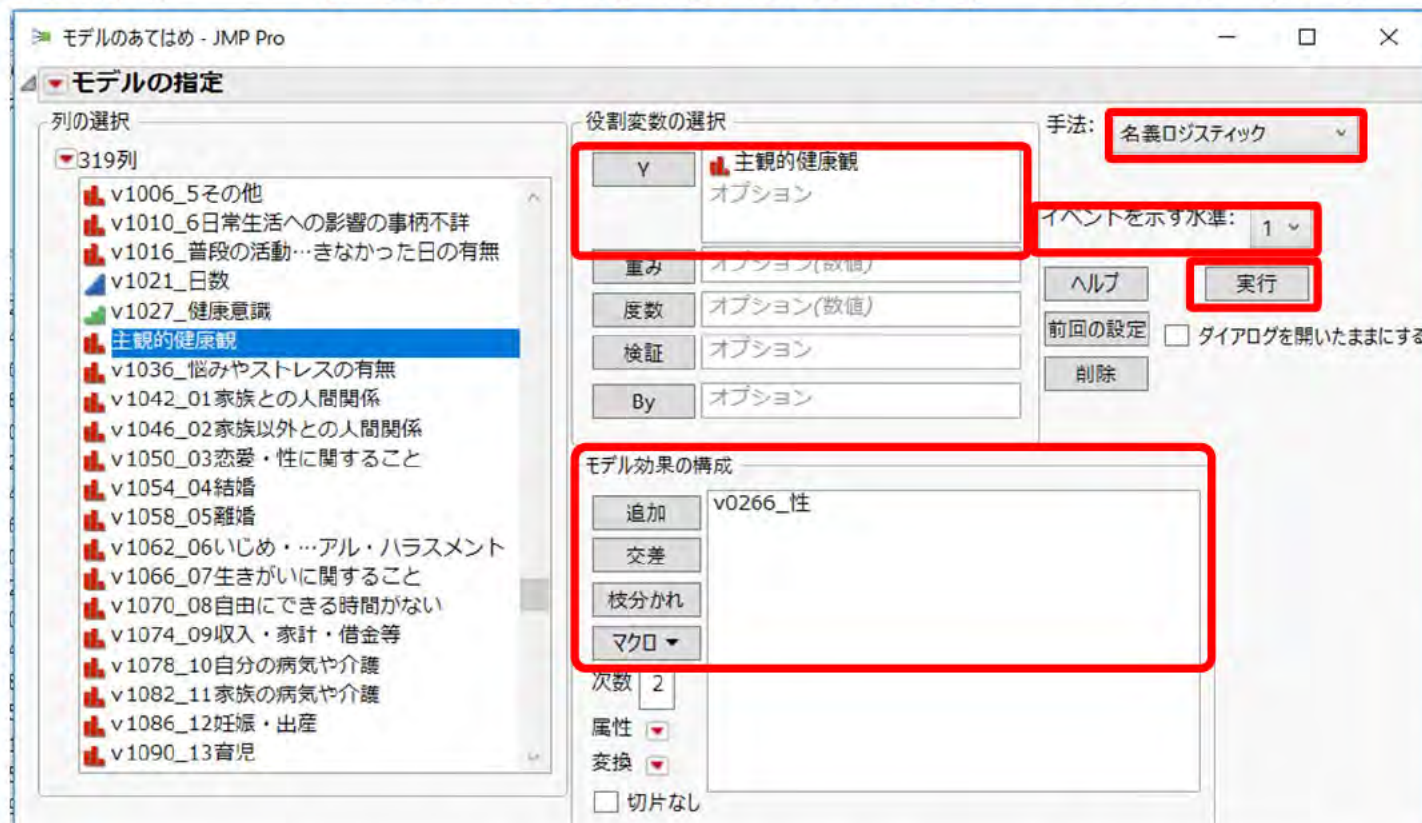 モデルのあてはめ - JMP Pro
モデルの指定
列の選択
319列
v1006_5その他
v1010_6日常生活への影響の事柄不詳
v1016_普段の活動…きなかった日の有無
v1021_日数
v1027_健康意識
主観的健康観
v1036_悩みやストレスの有無
v1042_01家族との人間関係
v1046_02家族以外との人間関係
v1050_03恋愛・性に関すること
v1054_04結婚
v1058_05離婚
v1062_06いじめ・…アル・ハラスメント
v1066_07生きがいに関すること
v1070_08自由にできる時間がない
v1074_09収入・家計・借金等
v1078_10自分の病気や介護
v1082_11家族の病気や介護
v1086_12妊娠・出産
v1090_13育児
役割変数の選択
Y 主観的健康観
オプション
重み オプション(数値)
度数 オプション(数値)
検証 オプション
By オプション
モデル効果の構成
追加 v0266_性
交差
枝分かれ
マクロ
次数 2
属性
変換
切片なし
手法: 名義ロジスティック
イベントを示す水準: 1
ヘルプ 実行
前回の設定 ダイアログを開いたままにする
削除